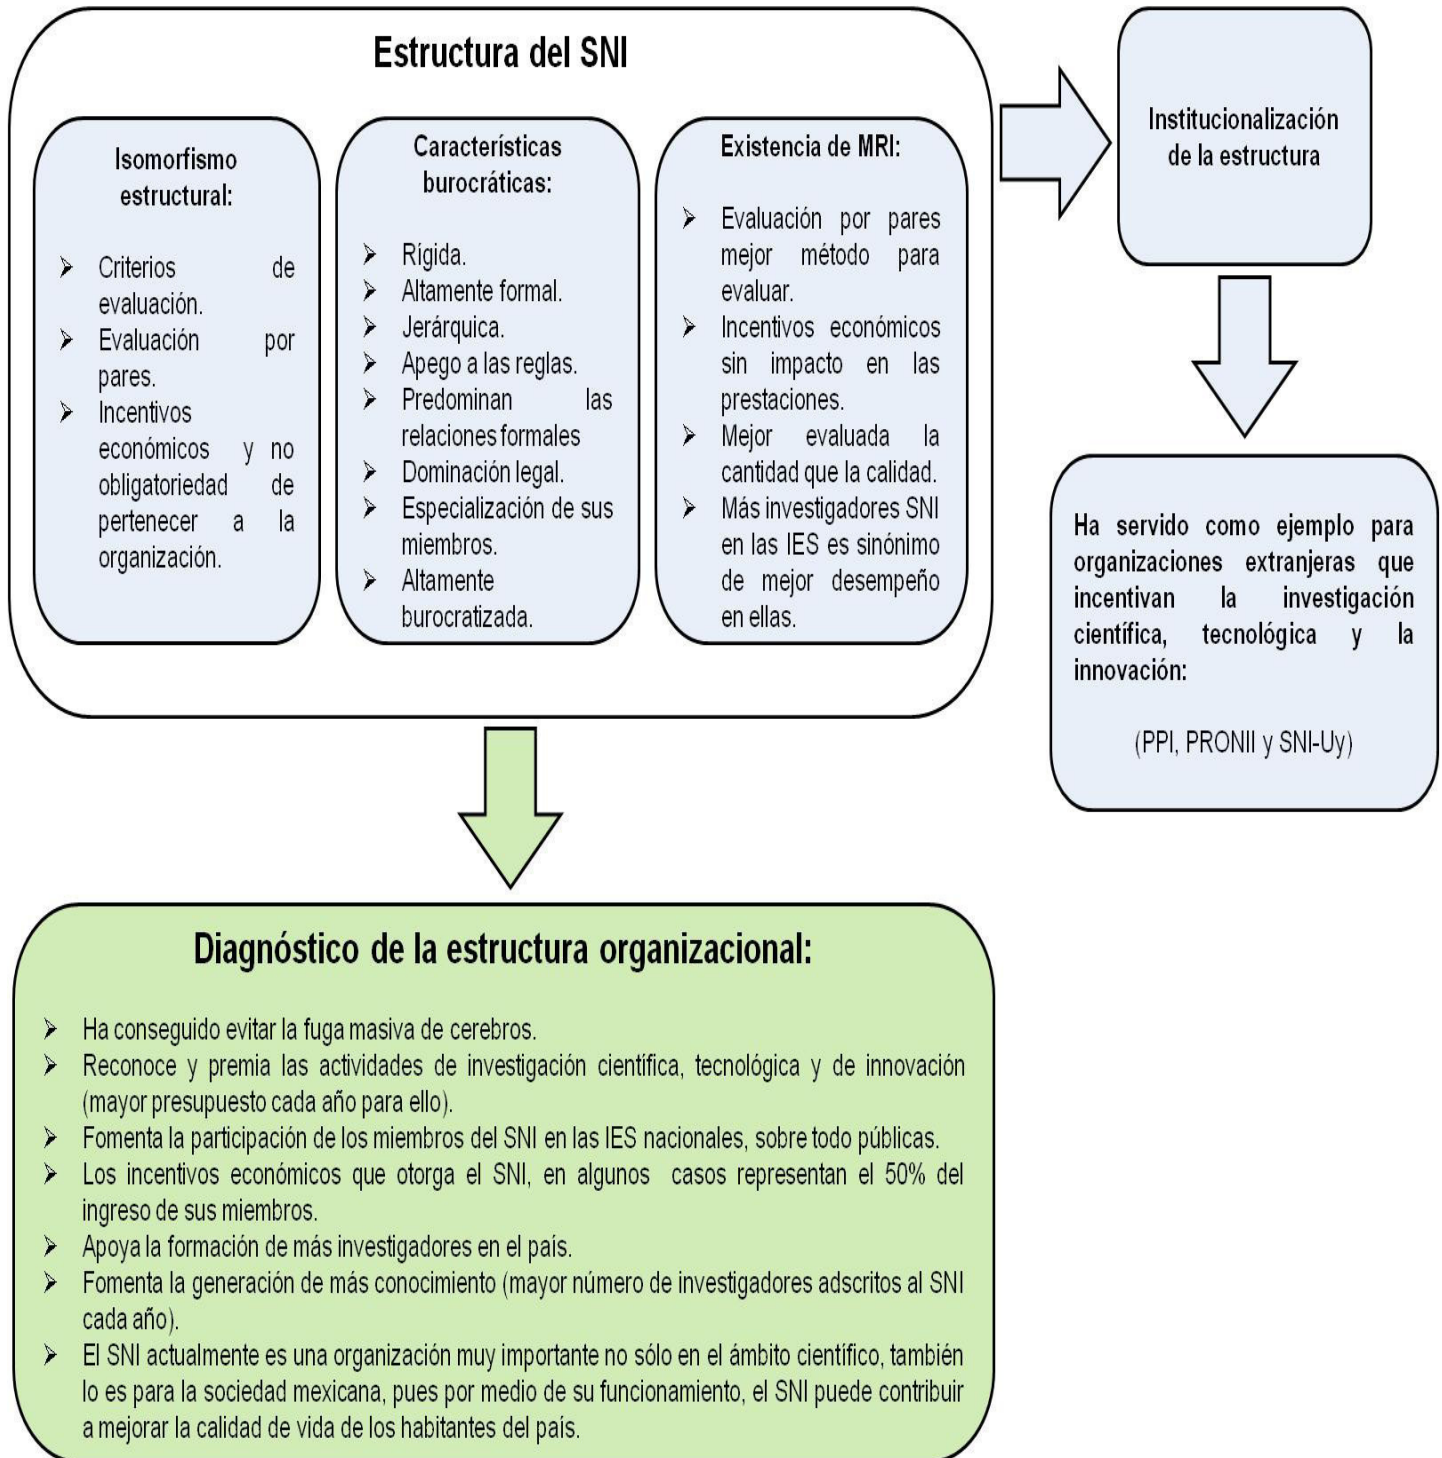 Estructura del SNI
Isomorfismo
estructural:
➢ Criterios de
evaluación.
➢ Evaluación por
pares.
➢ Incentivos
económicos y no
obligatoriedad de
pertenecer a la
organización.
Características
burocráticas:
➢ Rígida.
➢ Altamente formal.
➢ Jerárquica.
➢ Apego a las reglas.
➢ Predominan las
relaciones formales
➢ Dominación legal.
➢ Especialización de sus
miembros.
➢ Altamente
burocratizada.
Existencia de MRI:
➢ Evaluación por pares
mejor método para
evaluar.
➢ Incentivos económicos
sin impacto en las
prestaciones.
➢ Mejor evaluada la
cantidad que la calidad.
➢ Más investigadores SNI
en las IES es sinónimo
de mejor desempeño
en ellas.
Institucionalización
de la estructura
Ha servido como ejemplo para
organizaciones extranjeras que
incentivan la investigación
científica, tecnológica y la
innovación:
(PPI, PRONII y SNI-Uy)
Diagnóstico de la estructura organizacional:
➢ Ha conseguido evitar la fuga masiva de cerebros.
➢ Reconoce y premia las actividades de investigación científica, tecnológica y de innovación
(mayor presupuesto cada año para ello).
➢ Fomenta la participación de los miembros del SNI en las IES nacionales, sobre todo públicas.
➢ Los incentivos económicos que otorga el SNI, en algunos casos representan el 50% del
ingreso de sus miembros.
➢ Apoya la formación de más investigadores en el país.
➢ Fomenta la generación de más conocimiento (mayor número de investigadores adscritos al SNI
cada año).
➢ El SNI actualmente es una organización muy importante no sólo en el ámbito científico, también
lo es para la sociedad mexicana, pues por medio de su funcionamiento, el SNI puede contribuir
a mejorar la calidad de vida de los habitantes del país.